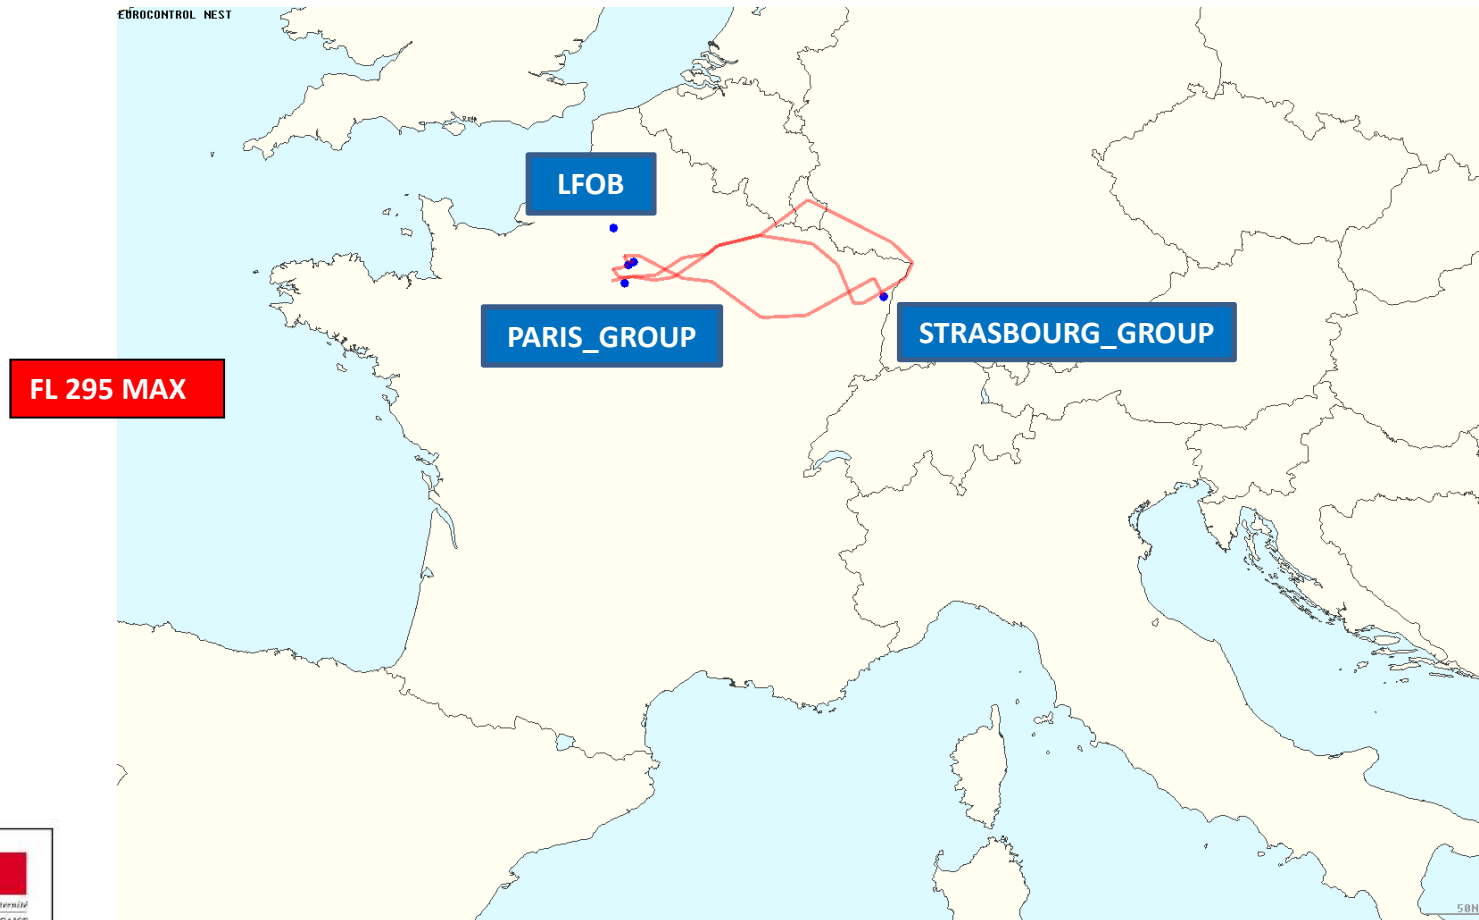 EUROCONTROL NEST
LFOB
PARIS_GROUP
STRASBOURG_GROUP
FL 295 MAX
50N